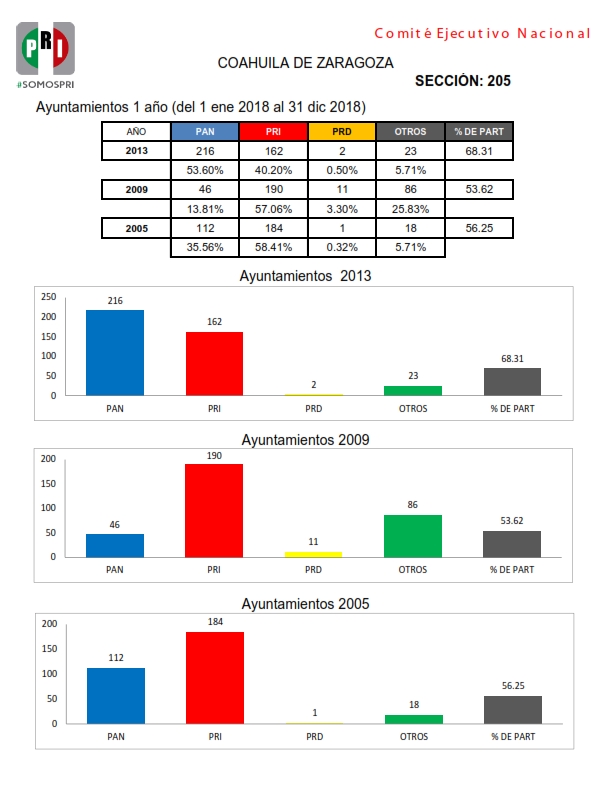 Comité Ejecutivo Nacional
PRI
#SOMOSPRI
COAHUILA DE ZARAGOZA
SECCIÓN: 205
Ayuntamientos 1 año (del 1 ene 2018 al 31 dic 2018)
AÑO PAN PRI PRD OTROS % DE PART
2013 216 162 2 23 68.31
53.60% 40.20% 0.50% 5.71%
2009 46 190 11 86 53.62
13.81% 57.06% 3.30% 25.83%
2005 112 184 1 18 56.25
35.56% 58.41% 0.32% 5.71%
Ayuntamientos 2013
250
200
150
100
50
0
216
162
2
23
68.31
PAN PRI PRD OTROS % DE PART
Ayuntamientos 2009
200
150
100
50
0
46
190
11
86
53.62
PAN PRI PRD OTROS % DE PART
Ayuntamientos 2005
200
150
100
50
0
112
184
1
18
56.25
PAN PRI PRD OTROS % DE PART